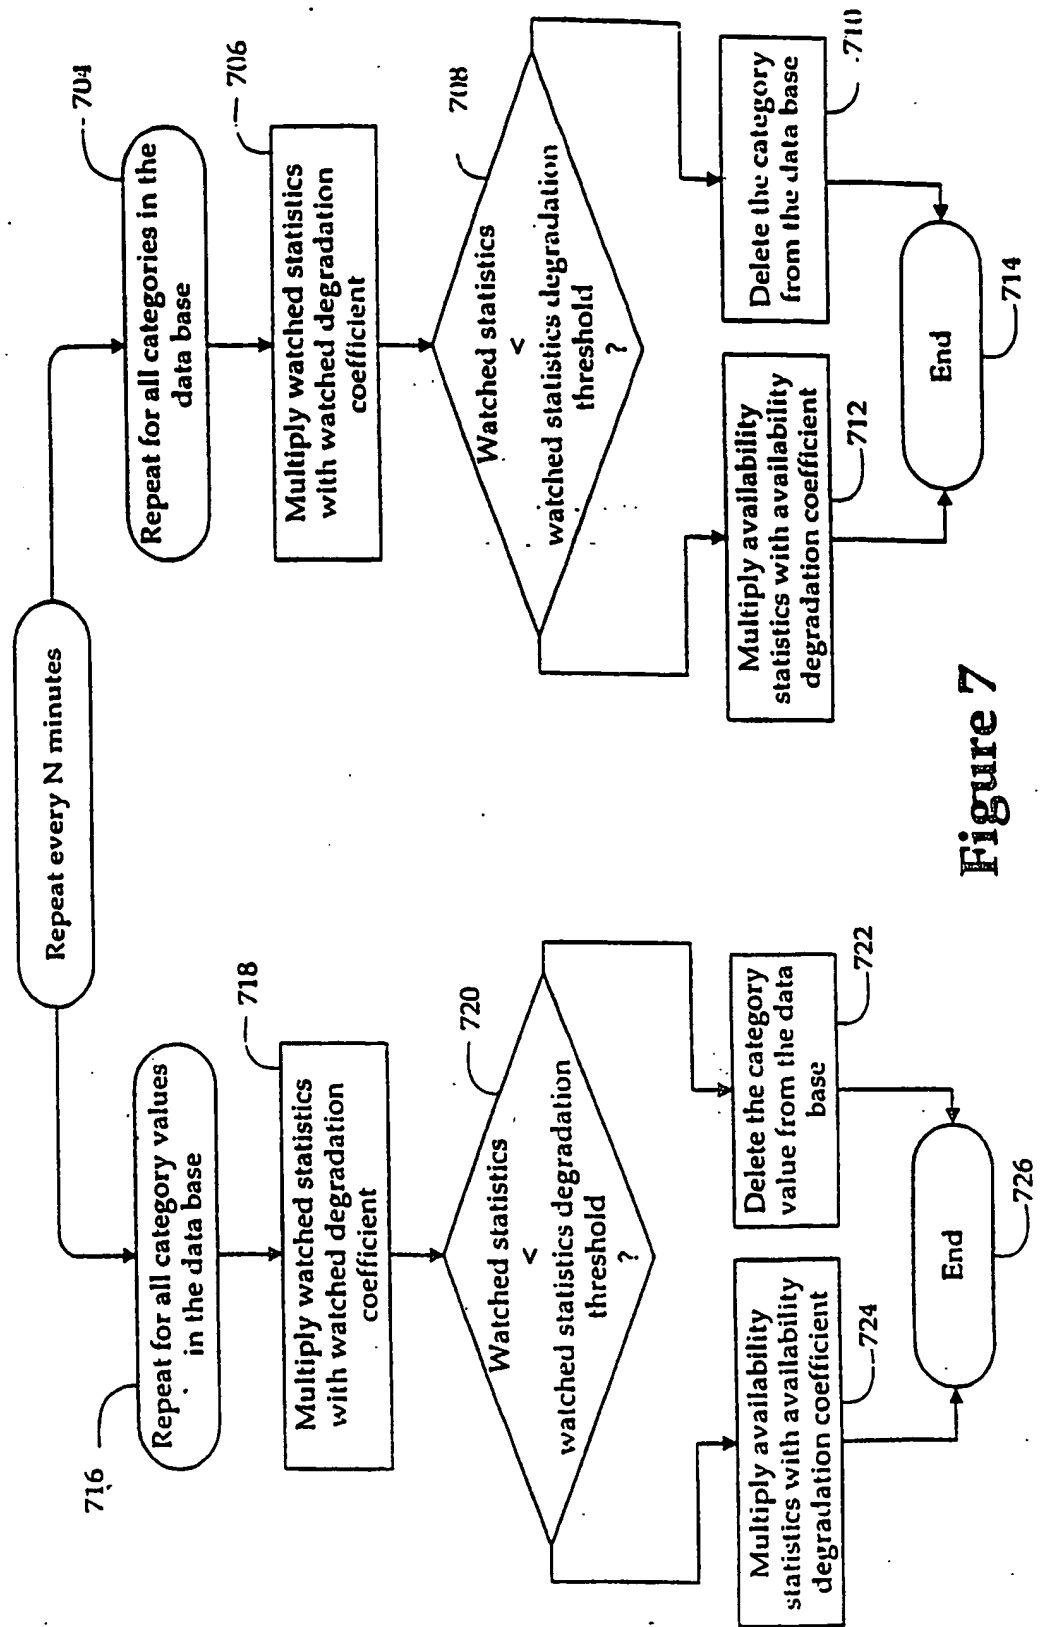 Repeat every N minutes
716
Repeat for all category values
in the data base
718
Multiply watched statistics
with watched degradation
coefficient
720
Watched statistics
<
watched statistics degradation
threshold
?
Multiply availability
statistics with availability
degradation coefficient
724
Delete the category
value from the data
base
722
End
726
704
Repeat for all categories in the
data base
706
Multiply watched statistics
with watched degradation
coefficient
708
Watched statistics
<
watched statistics degradation
threshold
?
Multiply availability
statistics with availability
degradation coefficient
712
Delete the category
from the data base
710
End
714
Figure 7